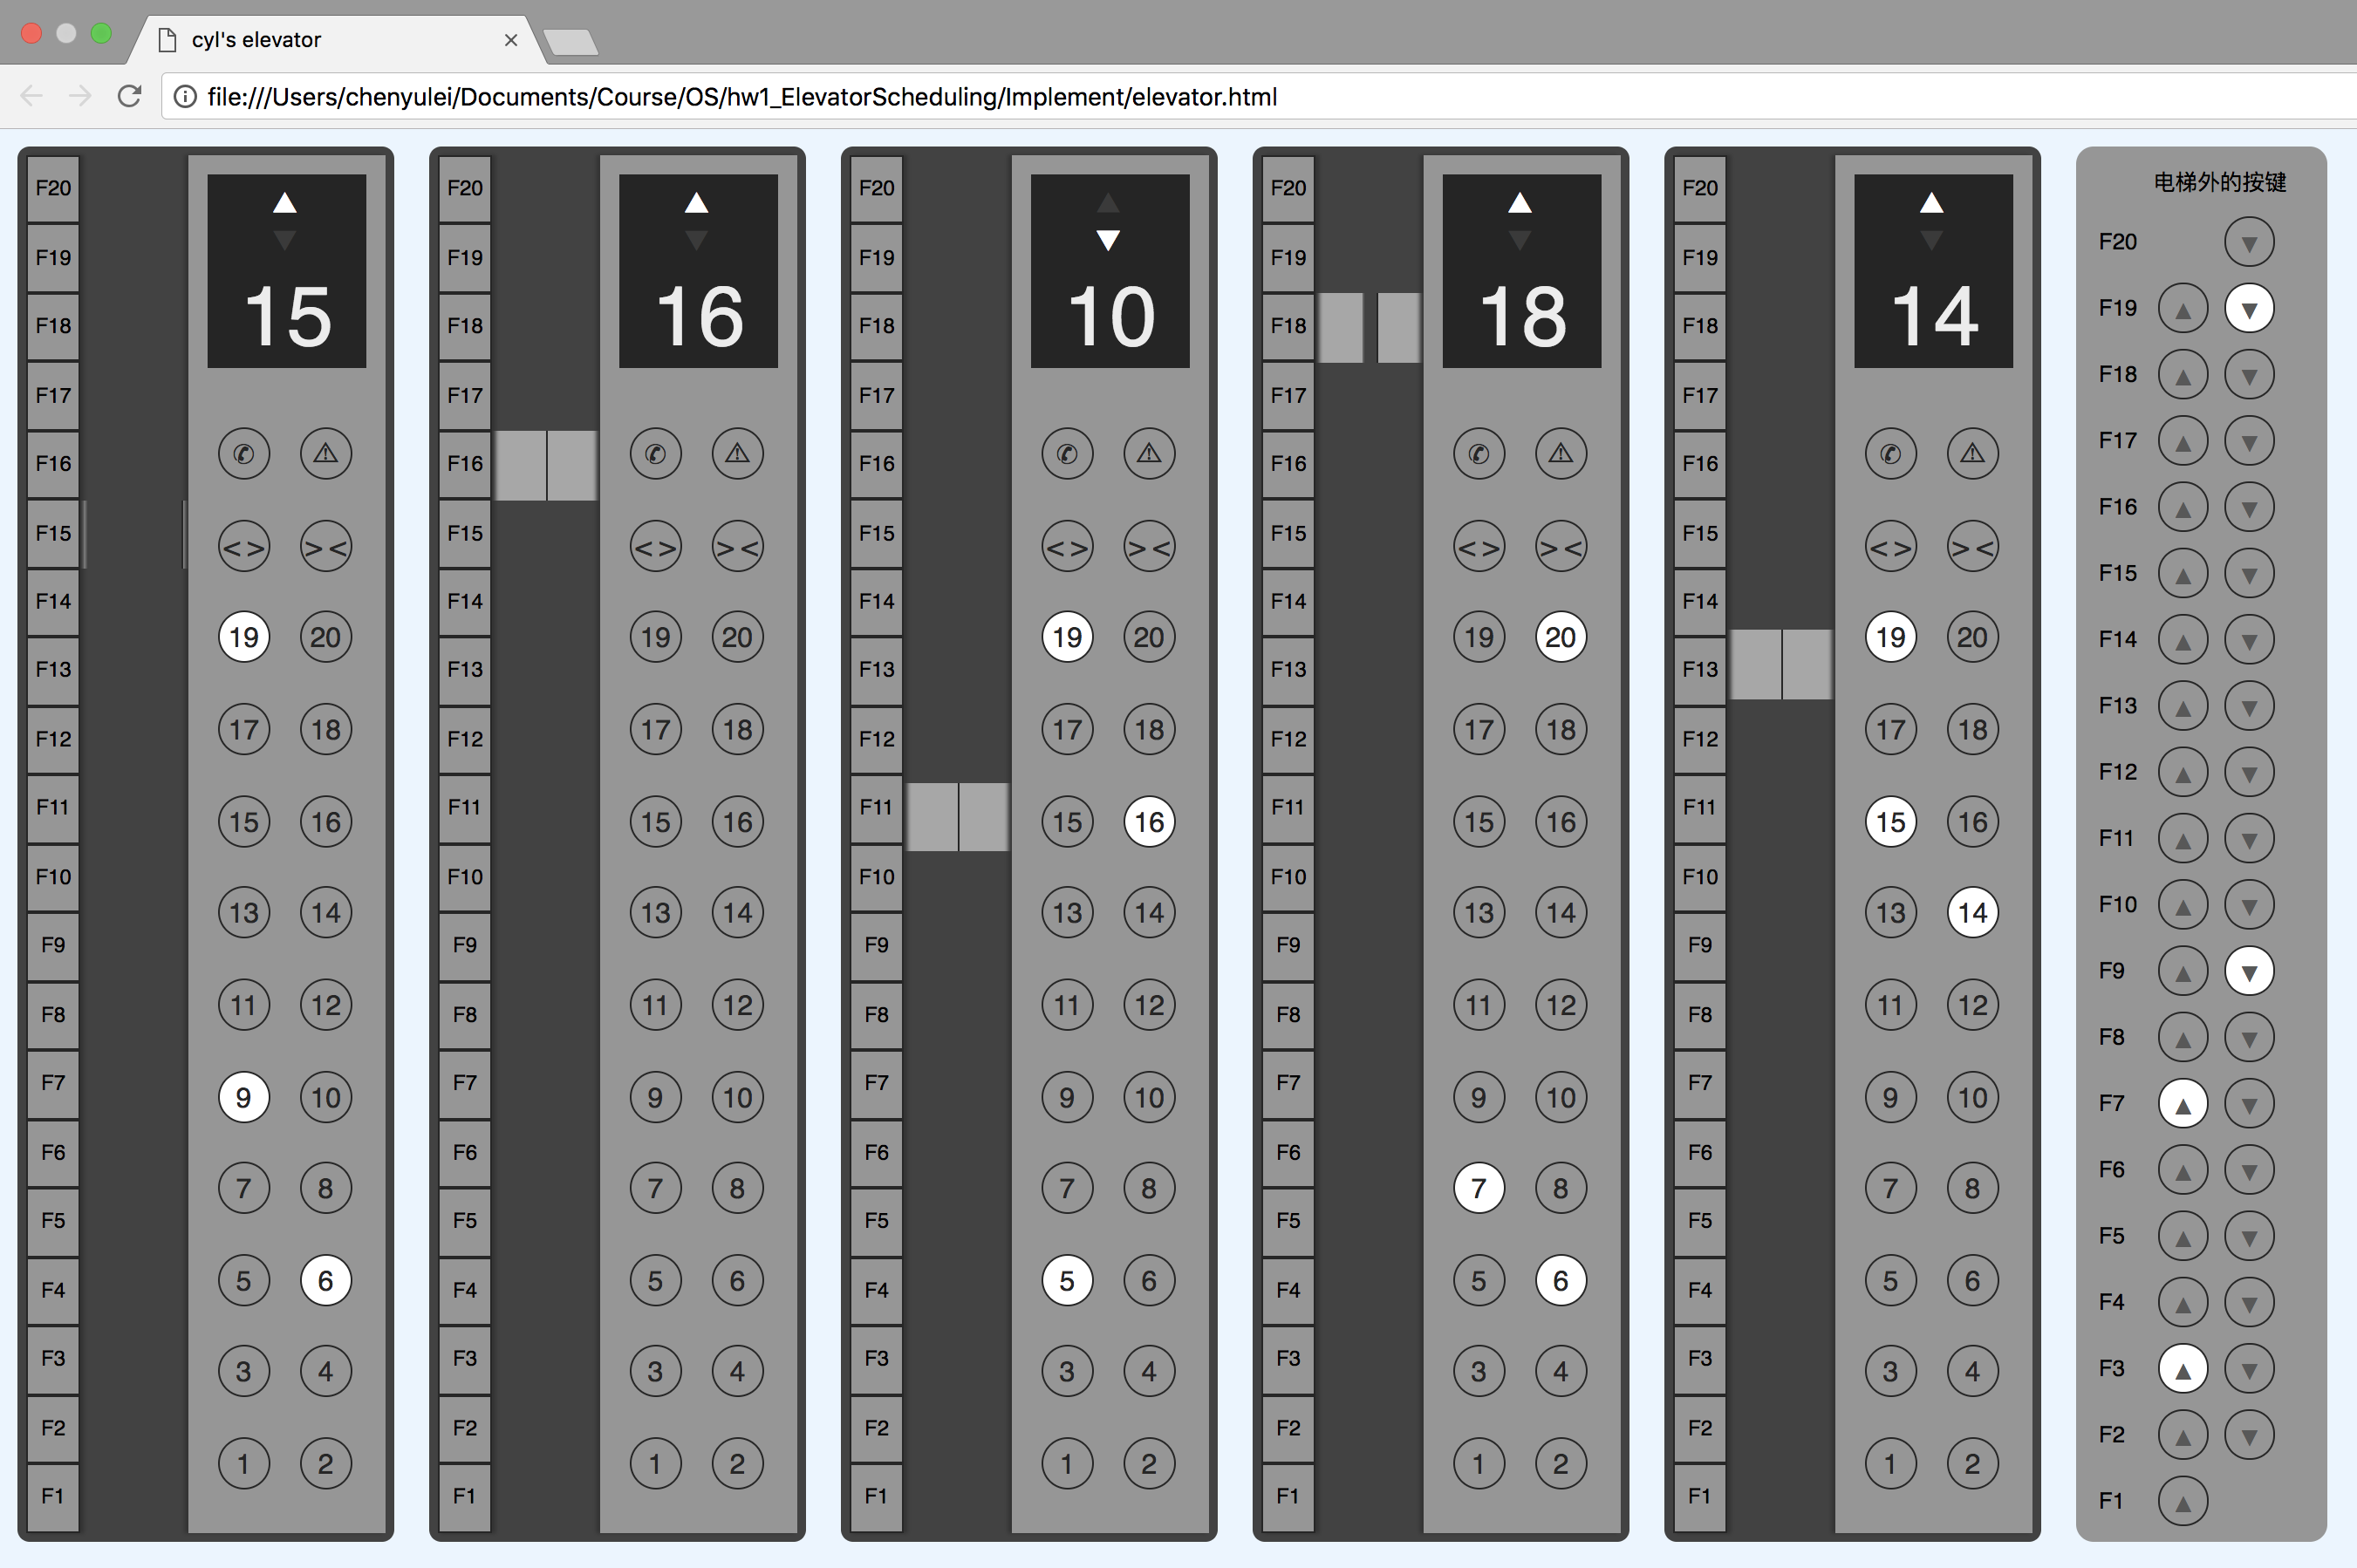 cyl's elevator
file:///Users/chenyulei/Documents/Course/OS/hw1_ElevatorScheduling/Implement/elevator.html
F20
F19
F18
F17
F16
F15
F14
F13
F12
F11
F10
F9
F8
F7
F6
F5
F4
F3
F2
F1
15
< > > <
19 20
17 18
15 16
13 14
11 12
9 10
7 8
5 6
3 4
1 2
F20
F19
F18
F17
F16
F15
F14
F13
F12
F11
F10
F9
F8
F7
F6
F5
F4
F3
F2
F1
16
< > > <
19 20
17 18
15 16
13 14
11 12
9 10
7 8
5 6
3 4
1 2
F20
F19
F18
F17
F16
F15
F14
F13
F12
F11
F10
F9
F8
F7
F6
F5
F4
F3
F2
F1
10
< > > <
19 20
17 18
15 16
13 14
11 12
9 10
7 8
5 6
3 4
1 2
F20
F19
F18
F17
F16
F15
F14
F13
F12
F11
F10
F9
F8
F7
F6
F5
F4
F3
F2
F1
18
< > > <
19 20
17 18
15 16
13 14
11 12
9 10
7 8
5 6
3 4
1 2
F20
F19
F18
F17
F16
F15
F14
F13
F12
F11
F10
F9
F8
F7
F6
F5
F4
F3
F2
F1
14
< > > <
19 20
17 18
15 16
13 14
11 12
9 10
7 8
5 6
3 4
1 2
电梯外的按键
F20
F19
F18
F17
F16
F15
F14
F13
F12
F11
F10
F9
F8
F7
F6
F5
F4
F3
F2
F1